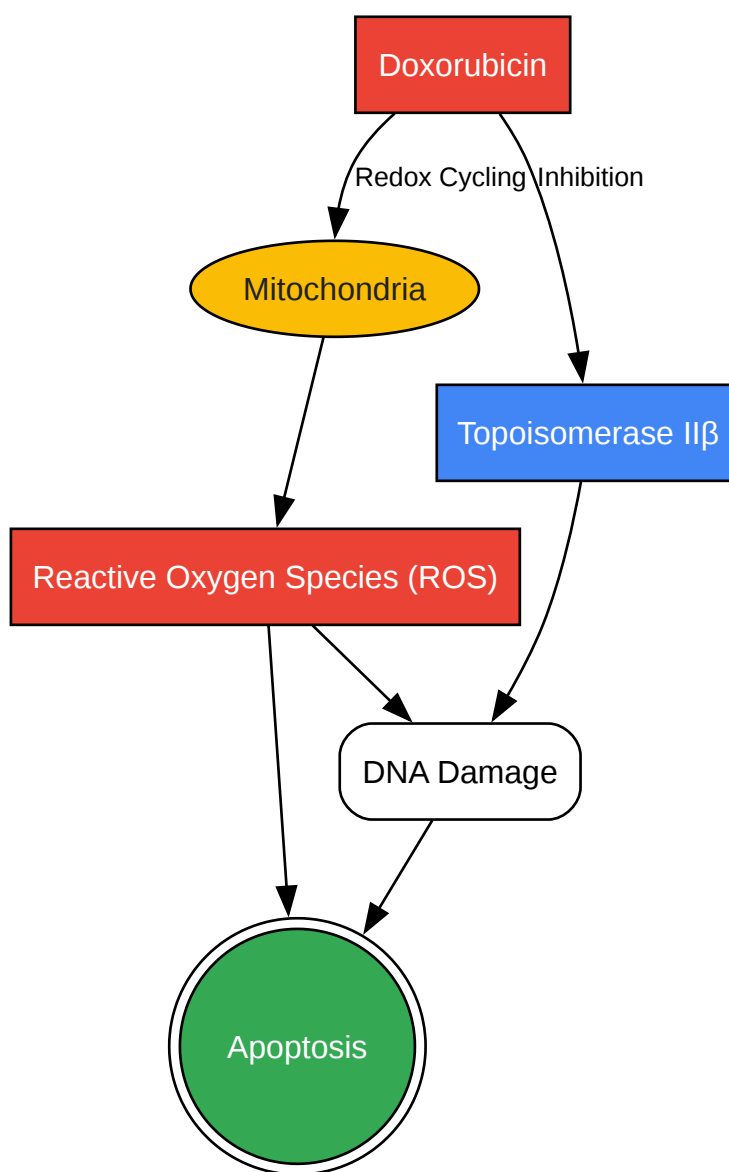 Doxorubicin
Redox Cycling
Inhibition
Mitochondria
Topoisomerase IIβ
Reactive Oxygen Species (ROS)
DNA Damage
Apoptosis